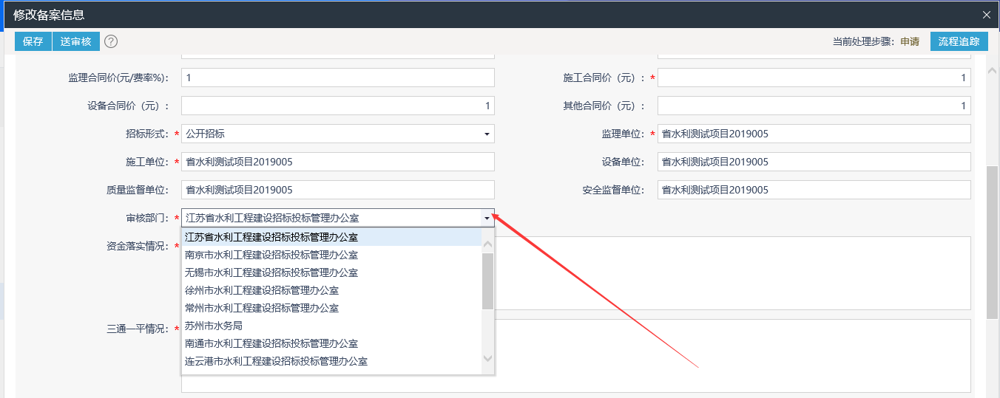 修改备案信息
保存 送审核 ? 当前处理步骤：申请 流程追踪
监理合同价(元/费率%)： 1 施工合同价（元）：* 1
设备合同价（元）： 1 其他合同价（元）： 1
招标形式：* 公开招标 监理单位：* 省水利测试项目2019005
施工单位：* 省水利测试项目2019005 设备单位： 省水利测试项目2019005
质量监督单位： 省水利测试项目2019005 安全监督单位： 省水利测试项目2019005
审核部门：* 江苏省水利工程建设招标投标管理办公室
江苏省水利工程建设招标投标管理办公室
资金落实情况：*
南京市水利工程建设招标投标管理办公室
无锡市水利工程建设招标投标管理办公室
徐州市水利工程建设招标管理办公室
常州市水利工程建设招标管理办公室
三通一平情况：*
苏州市水务局
南通市水利工程建设招标投标管理办公室
连云港市水利工程建设招标投标管理办公室